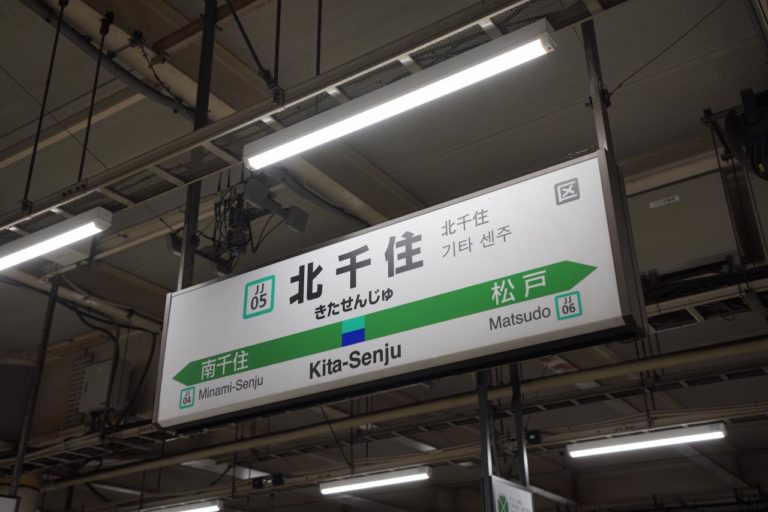 区
JJ
05
北千住
北千住
기타 센주
きたせんじゅ
南千住
松戸
JJ
04
Minami-Senju
Kita-Senju
Matsudo
JJ
06